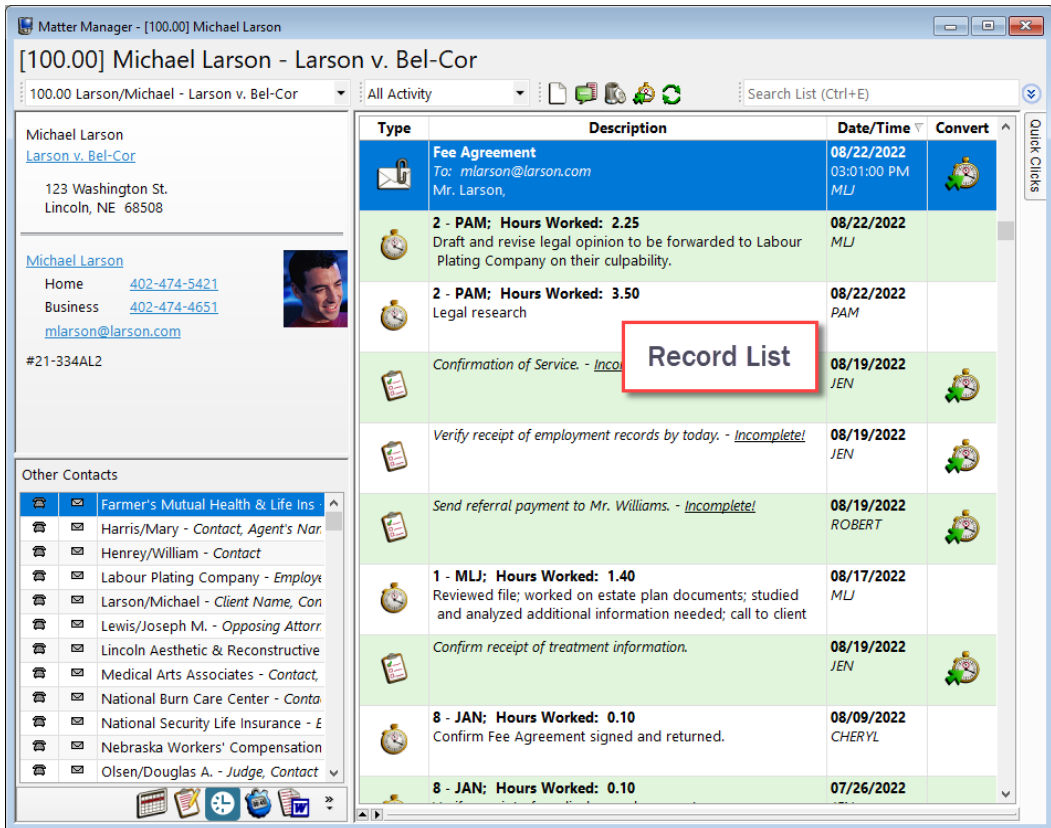 Matter Manager - [100.00] Michael Larson
[100.00] Michael Larson - Larson v. Bel-Cor
100.00 Larson/Michael - Larson v. Bel-Cor
All Activity
Search List (Ctrl+E)
Michael Larson
Larson v. Bel-Cor
123 Washington St.
Lincoln, NE 68508
Michael Larson
Home 402-474-5421
Business 402-474-4651
mlarson@larson.com
#21-334AL2
Other Contacts
Farmer's Mutual Health & Life Ins -
Harris/Mary - Contact, Agent's Nar
Henrey/William - Contact
Labour Plating Company - Employe
Larson/Michael - Client Name, Con
Lewis/Joseph M. - Opposing Attorr
Lincoln Aesthetic & Reconstructive
Medical Arts Associates - Contact,
National Burn Care Center - Conta
National Security Life Insurance - E
Nebraska Workers' Compensation
Olsen/Douglas A. - Judge, Contact
Type Description Date/Time Convert
Quick Clicks
Fee Agreement 08/22/2022
To: mlarson@larson.com 03:01:00 PM
Mr. Larson, MLJ
2 - PAM; Hours Worked: 2.25 08/22/2022
Draft and revise legal opinion to be forwarded to Labour MLJ
Plating Company on their culpability.
2 - PAM; Hours Worked: 3.50 08/22/2022
Legal research PAM
Record List
Confirmation of Service. - Inco 08/19/2022
JEN
Verify receipt of employment records by today. - Incomplete! 08/19/2022
JEN
Send referral payment to Mr. Williams. - Incomplete! 08/19/2022
ROBERT
1 - MLJ; Hours Worked: 1.40 08/17/2022
Reviewed file; worked on estate plan documents; studied MLJ
and analyzed additional information needed; call to client
Confirm receipt of treatment information. 08/19/2022
JEN
8 - JAN; Hours Worked: 0.10 08/09/2022
Confirm Fee Agreement signed and returned. CHERYL
8 - JAN; Hours Worked: 0.10 07/26/2022